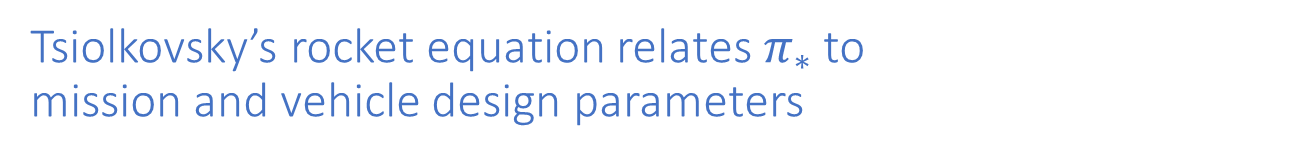 Tsiolkovsky’s rocket equation relates 𝝅∗ to
mission and vehicle design parameters